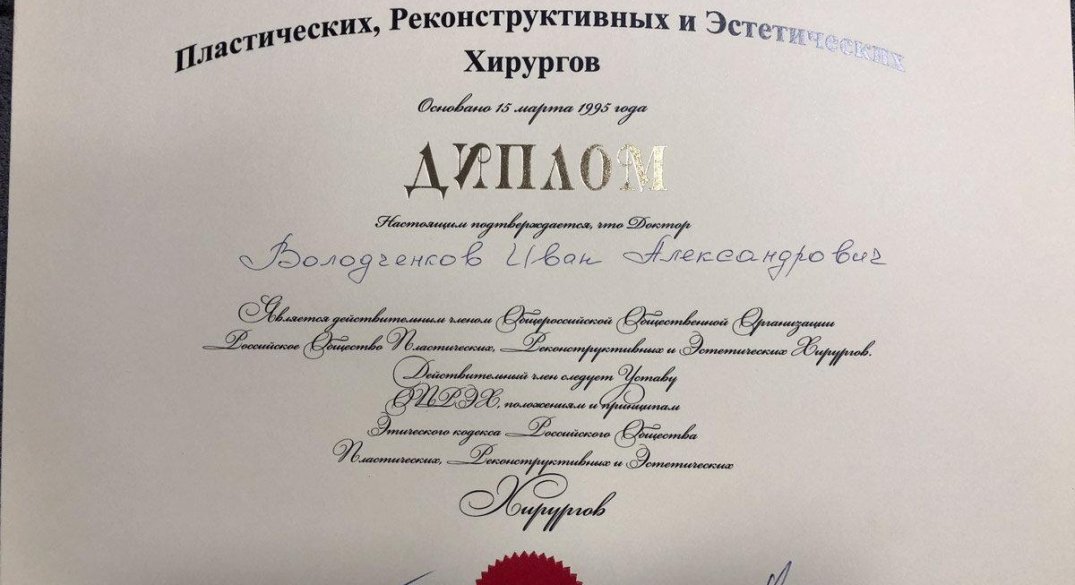 Пластических, Реконструктивных и Эстетических
Хирургов
Основано 15 марта 1995 года
ДИПЛОМ
Настоящим подтверждается, что Доктор
Володченков Иван Александрович
Является действительным членом Общероссийской Общественной Организации
Российское Общество Пластических, Реконструктивных и Эстетических Хирургов.
Действительный член следует Уставу
ОПРЭХ, положениям и принципам
Этического кодекса Российского Общества
Пластических, Реконструктивных и Эстетических
Хирургов